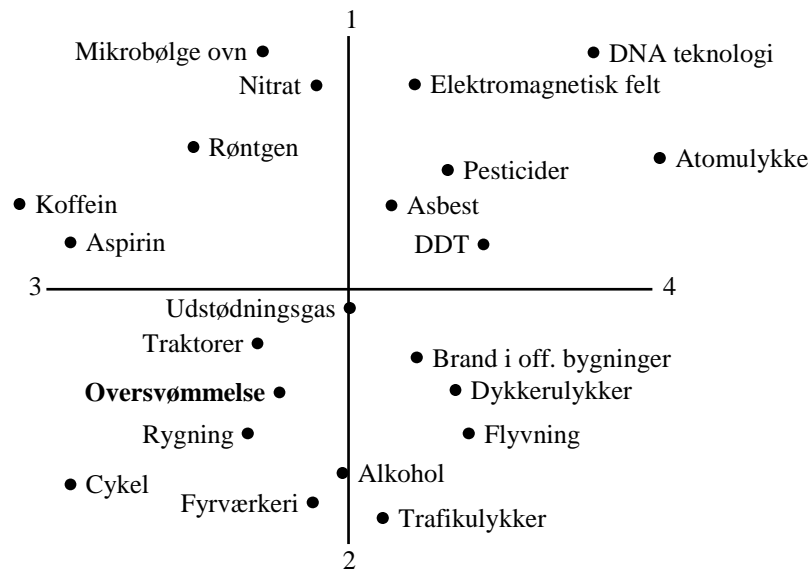 1
Mikrobølge ovn
DNA teknologi
Nitrat
Elektromagnetisk felt
Røntgen
Atomulykke
Pesticider
Koffein
Asbest
Aspirin
DDT
3
4
Udstødningsgas
Traktorer
Brand i off. bygninger
Oversvømmelse
Dykkerulykker
Rygning
Flyvning
Alkohol
Cykel
Fyrværkeri
Trafikulykker
2